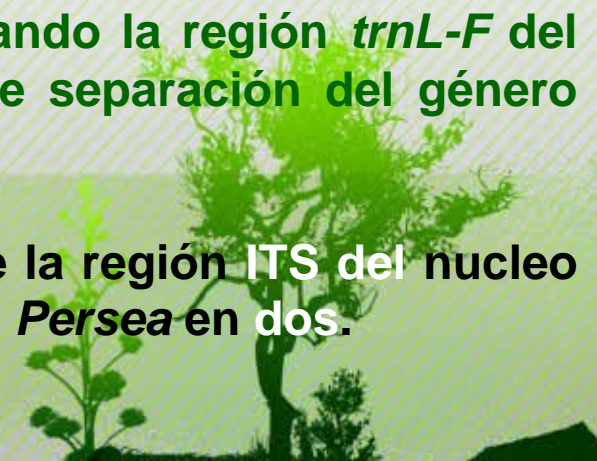 ando la región trnL-F del
e separación del género
e la región ITS del nucleo
Persea en dos.